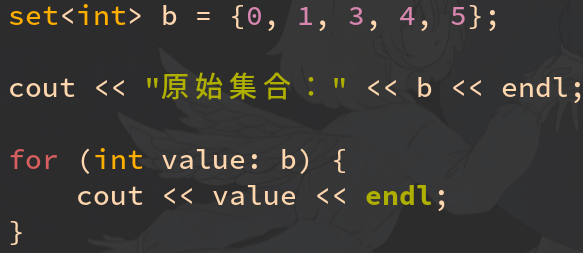 set<int> b = {0, 1, 3, 4, 5};
cout << "原始集合：" << b << endl;
for (int value: b) {
    cout << value << endl;
}